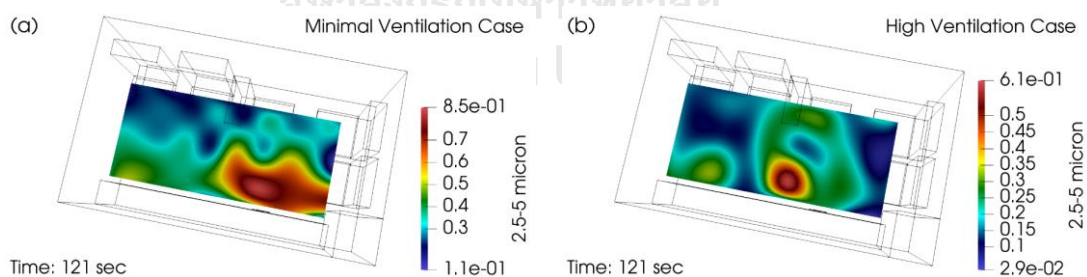 (a)
Minimal Ventilation Case
8.5e-01
0.7
0.6
0.5
0.4
0.3
1.1e-01
2.5-5 micron
Time: 121 sec
(b)
High Ventilation Case
6.1e-01
0.5
0.45
0.4
0.35
0.3
0.25
0.2
0.15
0.1
2.9e-02
2.5-5 micron
Time: 121 sec